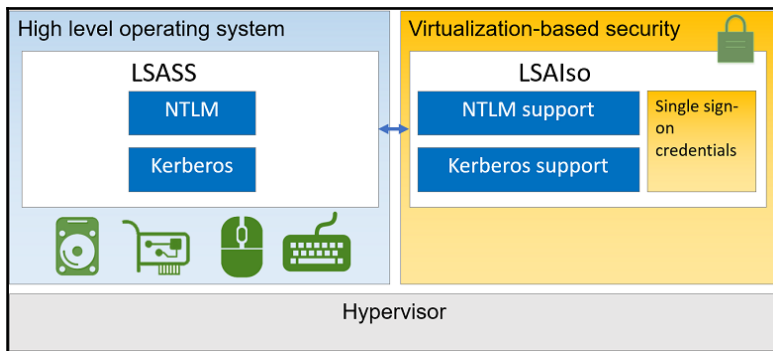 High level operating system
LSASS
NTLM
Kerberos
Virtualization-based security
LSAIso
NTLM support
Kerberos support
Single sign-
on
credentials
Hypervisor